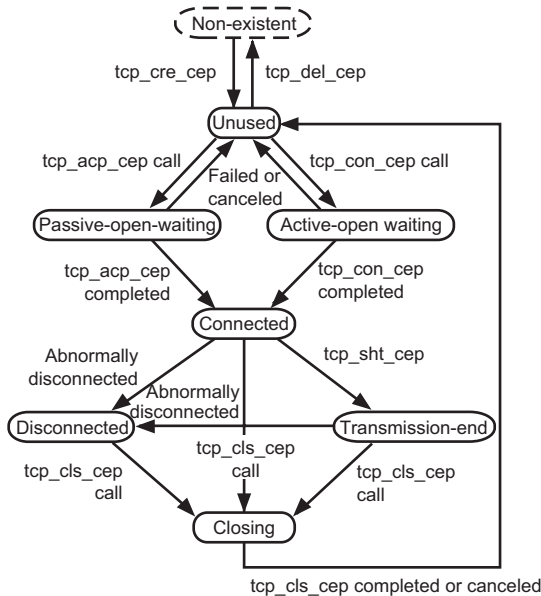 Non-existent
tcp_cre_cep
tcp_del_cep
Unused
tcp_acp_cep call
tcp_con_cep call
Failed or
canceled
Passive-open-waiting
Active-open waiting
tcp_acp_cep
completed
tcp_con_cep
completed
Connected
Abnormally
disconnected
tcp_sht_cep
Abnormally
disconnected
Disconnected
Transmission-end
tcp_cls_cep
call
tcp_cls_cep
call
tcp_cls_cep
call
Closing
tcp_cls_cep completed or canceled